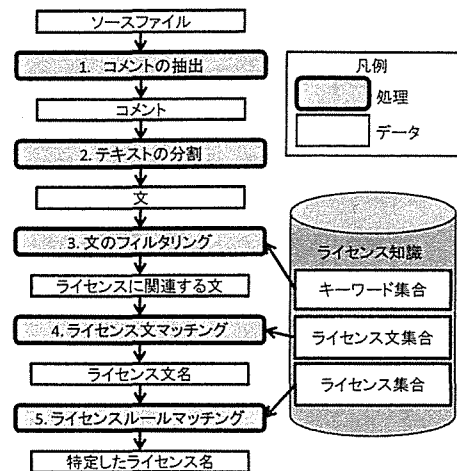 ソースファイル
1. コメントの抽出
コメント
2. テキストの分割
文
3. 文のフィルタリング
ライセンスに関連する文
4. ライセンス文マッチング
ライセンス文名
5. ライセンスルールマッチング
特定したライセンス名
凡例
処理
データ
ライセンス知識
キーワード集合
ライセンス文集合
ライセンス集合